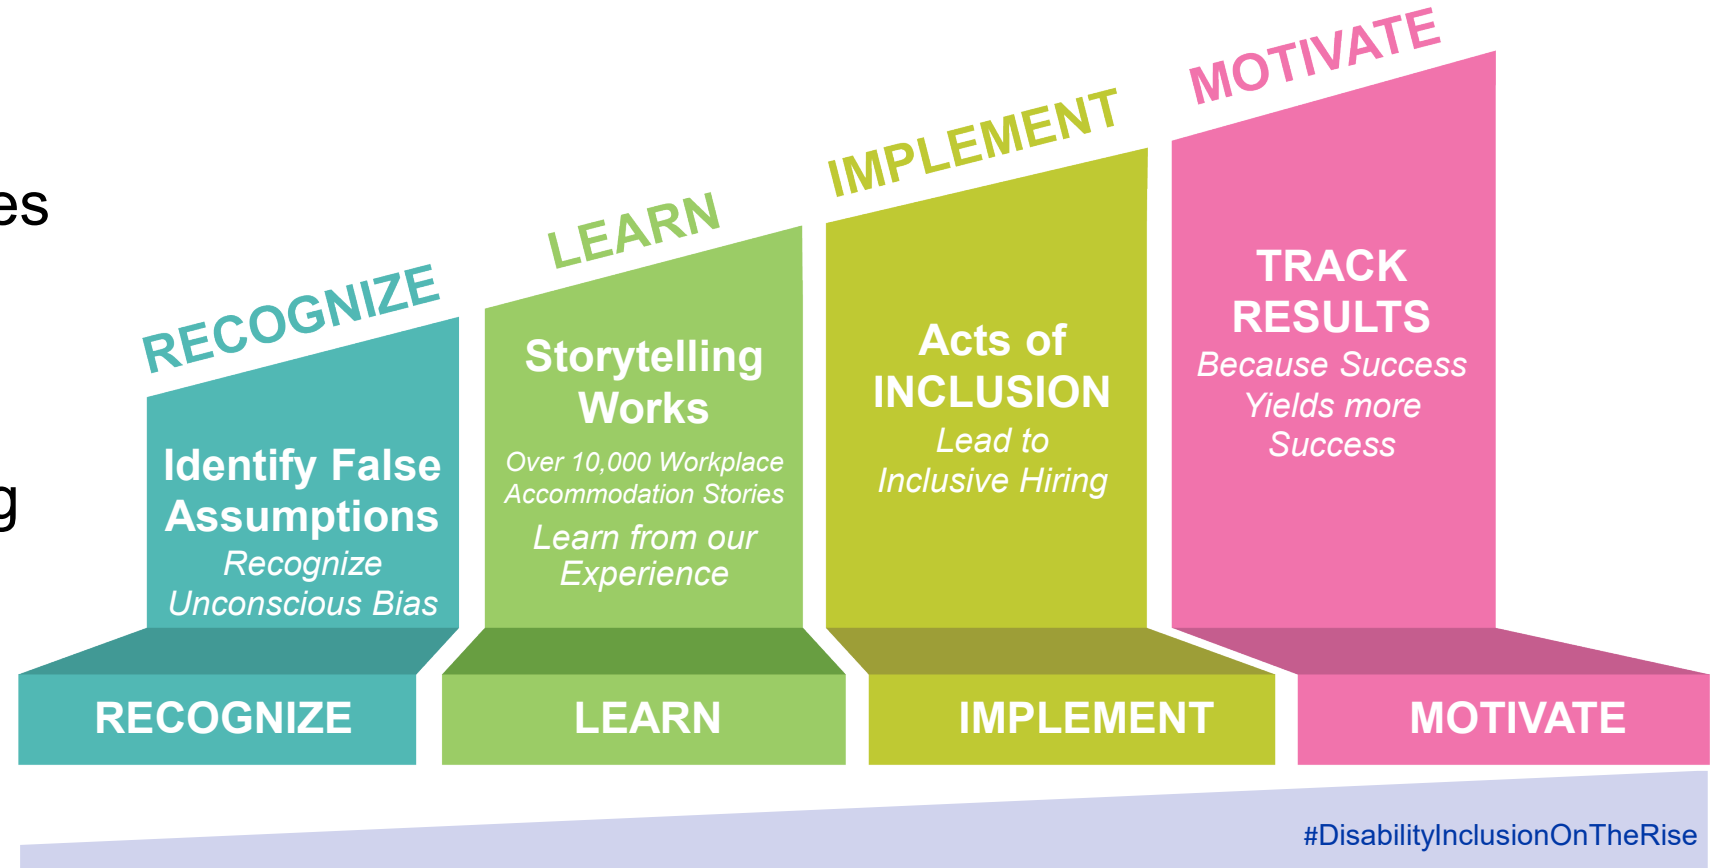 es
g
RECOGNIZE
Identify False
Assumptions
Recognize
Unconscious Bias
RECOGNIZE
LEARN
Storytelling
Works
Over 10,000 Workplace
Accommodation Stories
Learn from our
Experience
LEARN
IMPLEMENT
Acts of
INCLUSION
Lead to
Inclusive Hiring
IMPLEMENT
MOTIVATE
TRACK
RESULTS
Because Success
Yields more
Success
MOTIVATE
#DisabilityInclusionOnTheRise